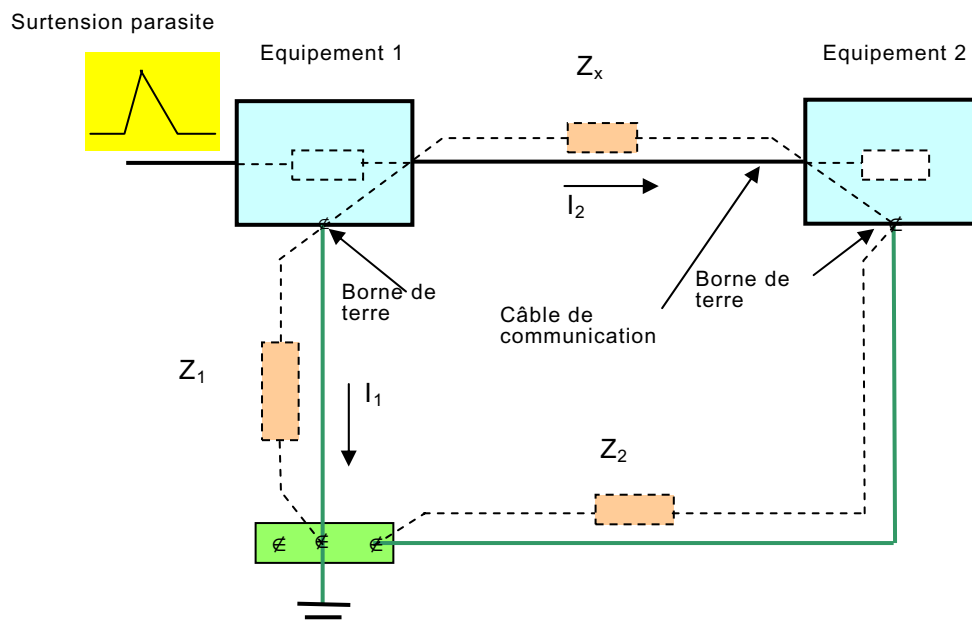 Surtension parasite
Equipement 1
Equipement 2
Zx
I2
Borne de
terre
Borne de
terre
Câble de
communication
Z1
I1
Z2